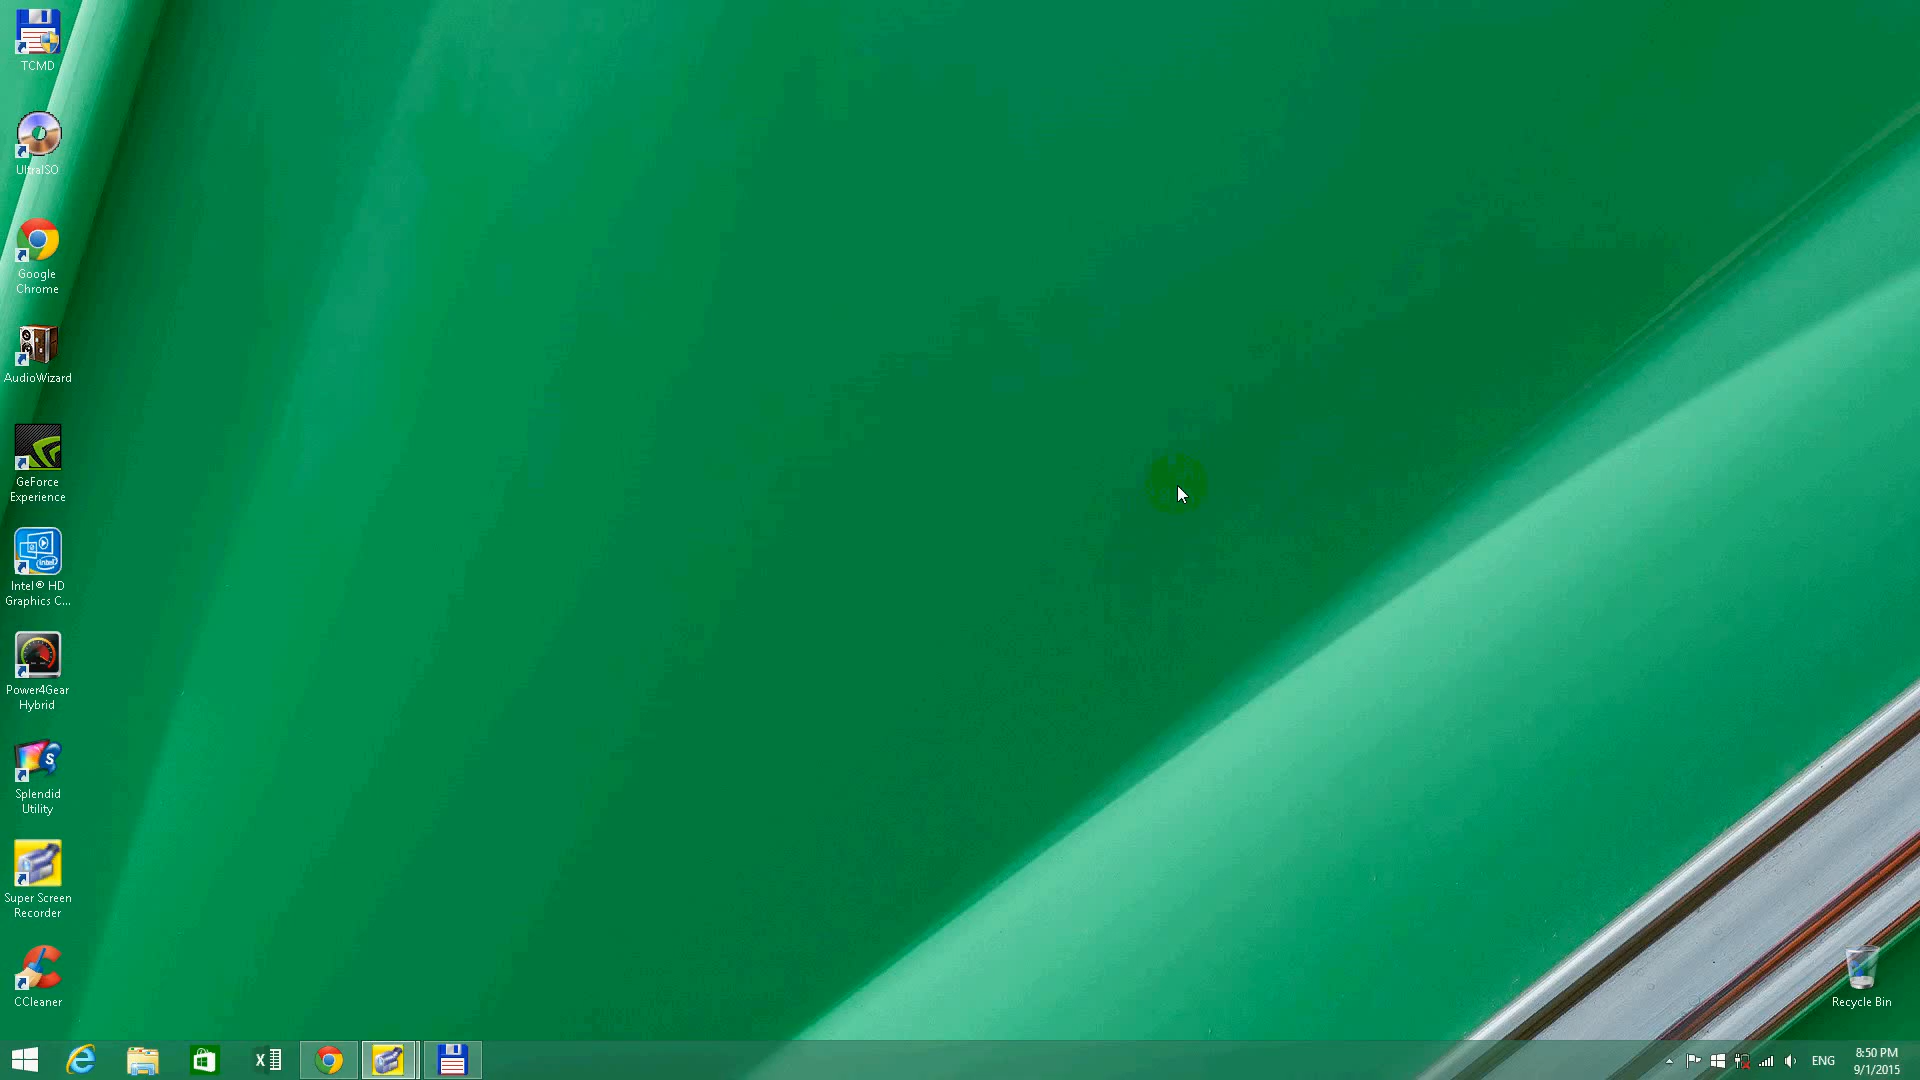 TCMD
UltraISO
Google
Chrome
AudioWizard
GeForce
Experience
Intel® HD
Graphics C...
Power4Gear
Hybrid
Splendid
Utility
Super Screen
Recorder
CCleaner
Recycle Bin
ENG
8:50 PM
9/1/2015